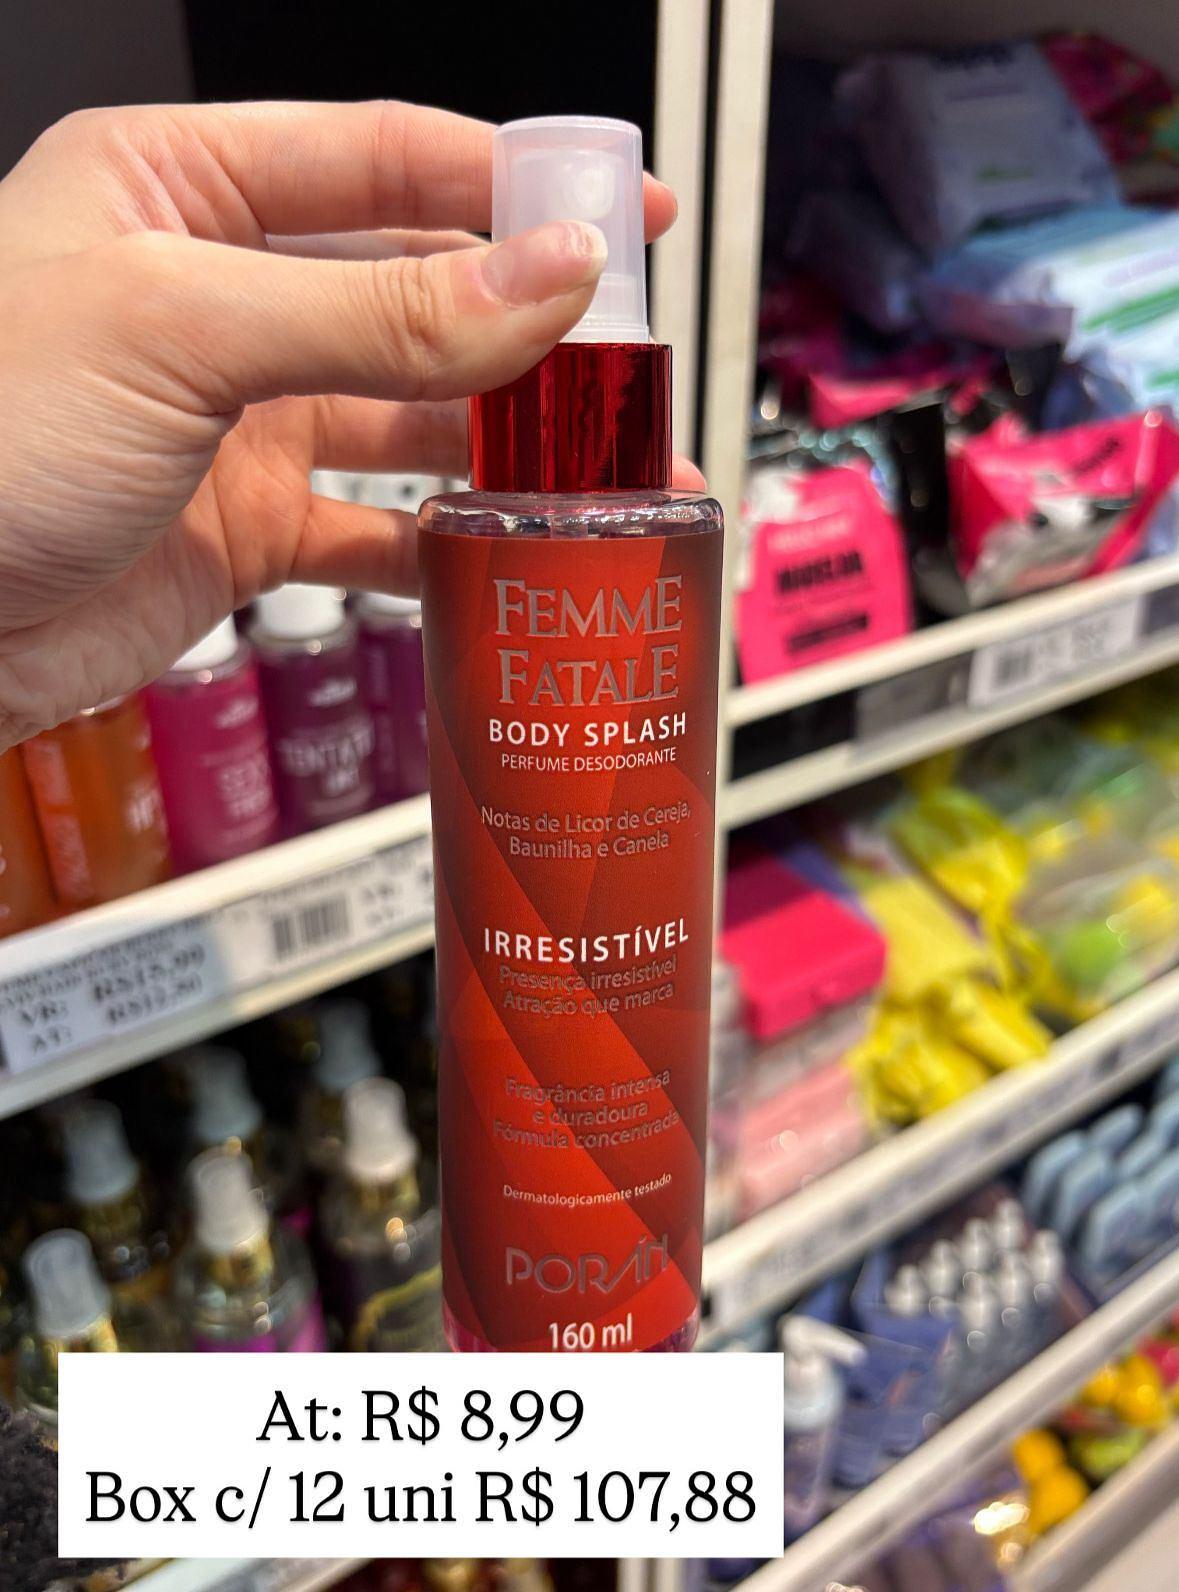 FEMME
FATALE
BODY SPLASH
PERFUME DESODORANTE
Notas de Licor de Cereja,
Baunilha e Canela
IRRESISTÍVEL
Presença irresistível
Atração que marca
Fragrância intensa
e duradoura
Fórmula concentrada
Dermatologicamente testado
PORÁN
160 ml
At: R$ 8,99
Box c/ 12 uni R$ 107,88